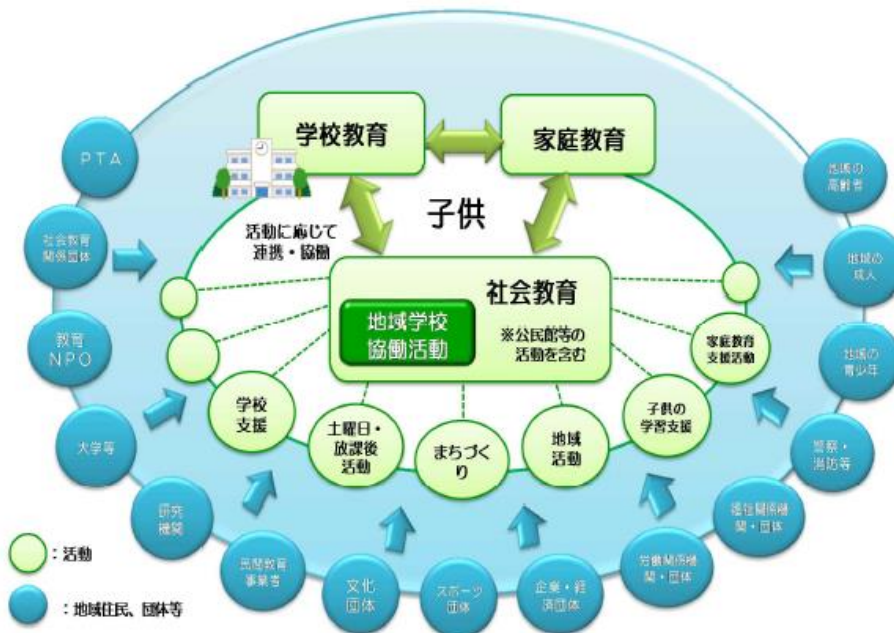 学校教育
家庭教育
子供
活動に応じて
連携・協働
社会教育
地域学校
協働活動
※公民館等の
活動を含む
学校
支援
土曜日・
放課後
活動
まちづく
り
地域
活動
子供の
学習支援
家庭教育
支援活動
PTA
社会教育
関係団体
教育
NPO
大学等
研究
機関
民間教育
事業者
文化
団体
スポーツ
団体
企業・経
済団体
労働関係機
関・団体
福祉関係機
関・団体
警察・
消防等
地域の
青少年
地域の
成人
地域の
高齢者
:活動
:地域住民、団体等